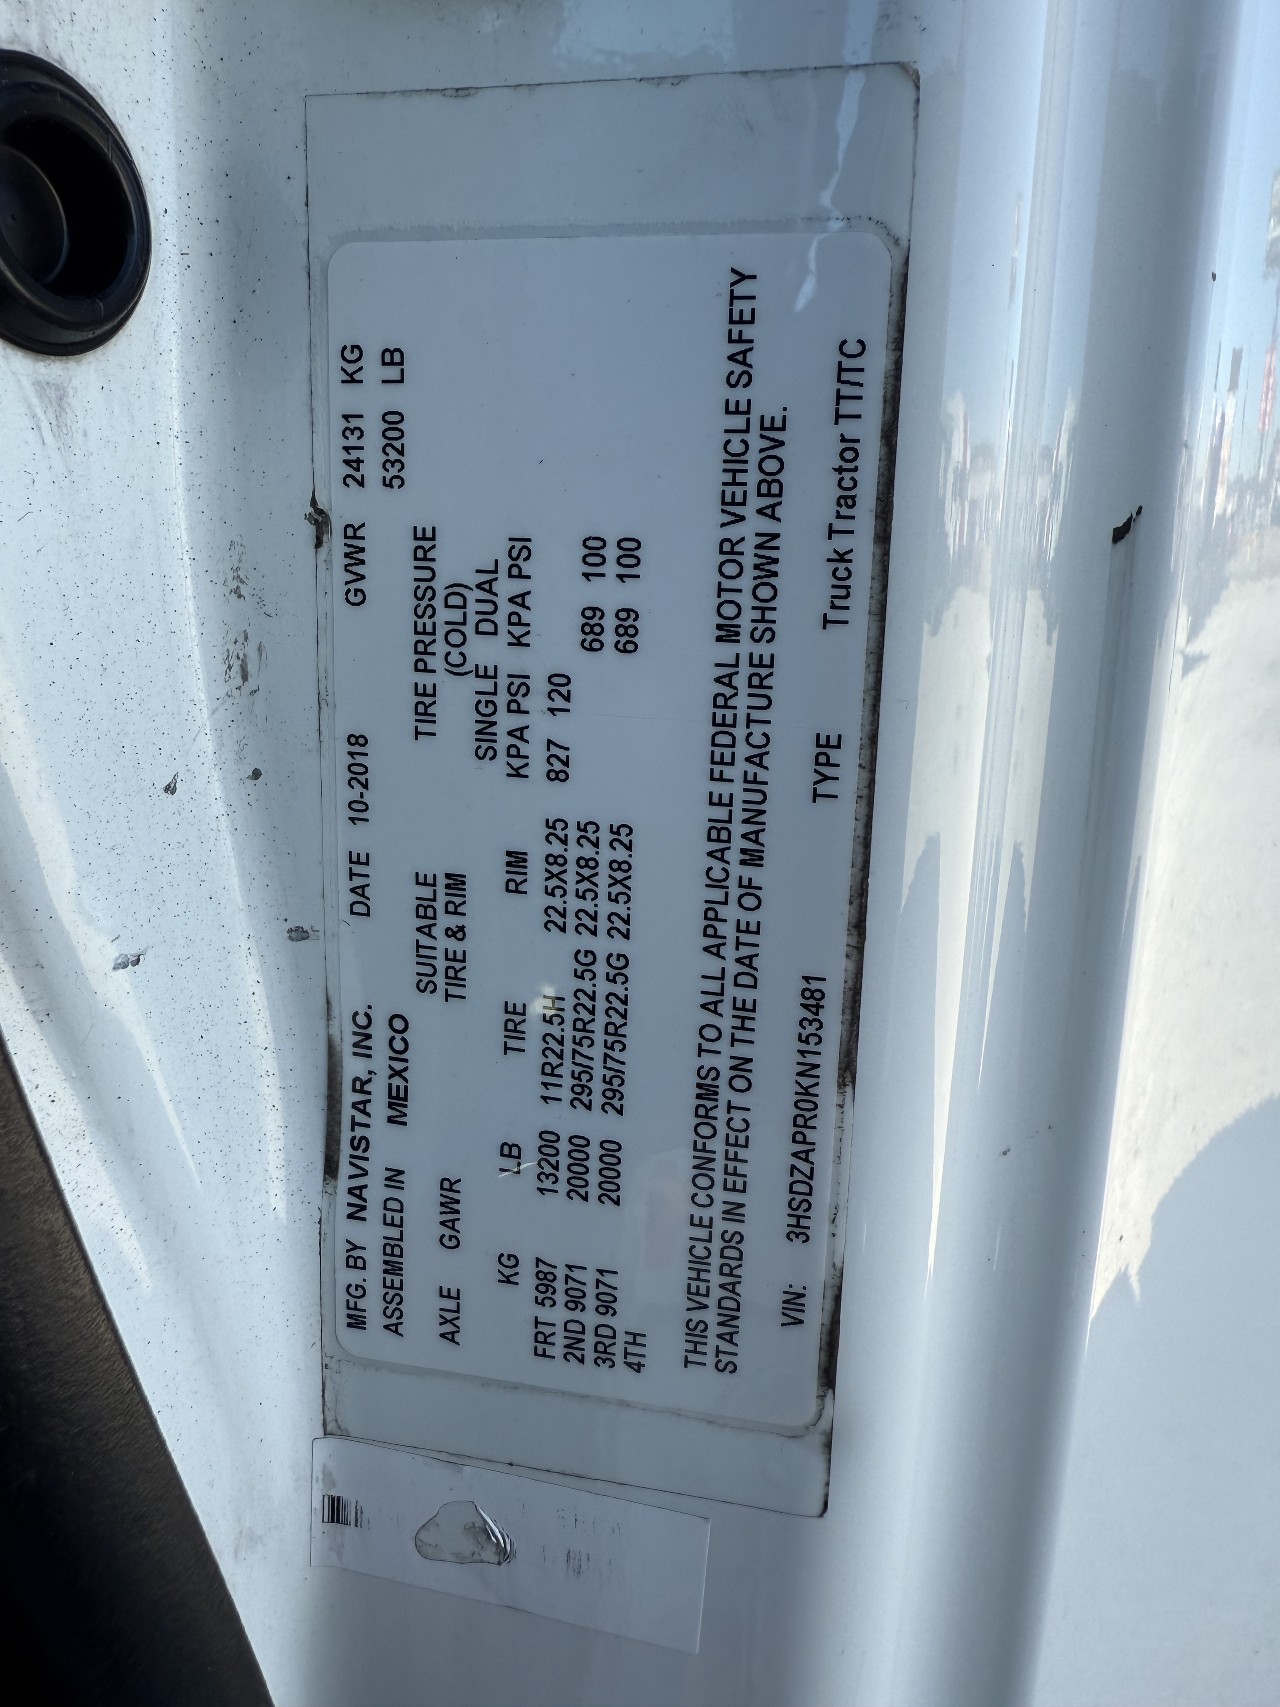 MFG. BY NAVISTAR, INC. DATE 10-2018 GVWR 24131 KG
ASSEMBLED IN MEXICO 53200 LB
SUITABLE TIRE PRESSURE
AXLE GAWR TIRE & RIM (COLD)
SINGLE DUAL
KG LB TIRE RIM KPA PSI KPA PSI
FRT 5987 13200 11R22.5H 22.5X8.25 827 120
2ND 9071 20000 295/75R22.5G 22.5X8.25 689 100
3RD 9071 20000 295/75R22.5G 22.5X8.25 689 100
4TH
THIS VEHICLE CONFORMS TO ALL APPLICABLE FEDERAL MOTOR VEHICLE SAFETY
STANDARDS IN EFFECT ON THE DATE OF MANUFACTURE SHOWN ABOVE.
VIN: 3HSDZAPR0KN153481 TYPE Truck Tractor TT/TC